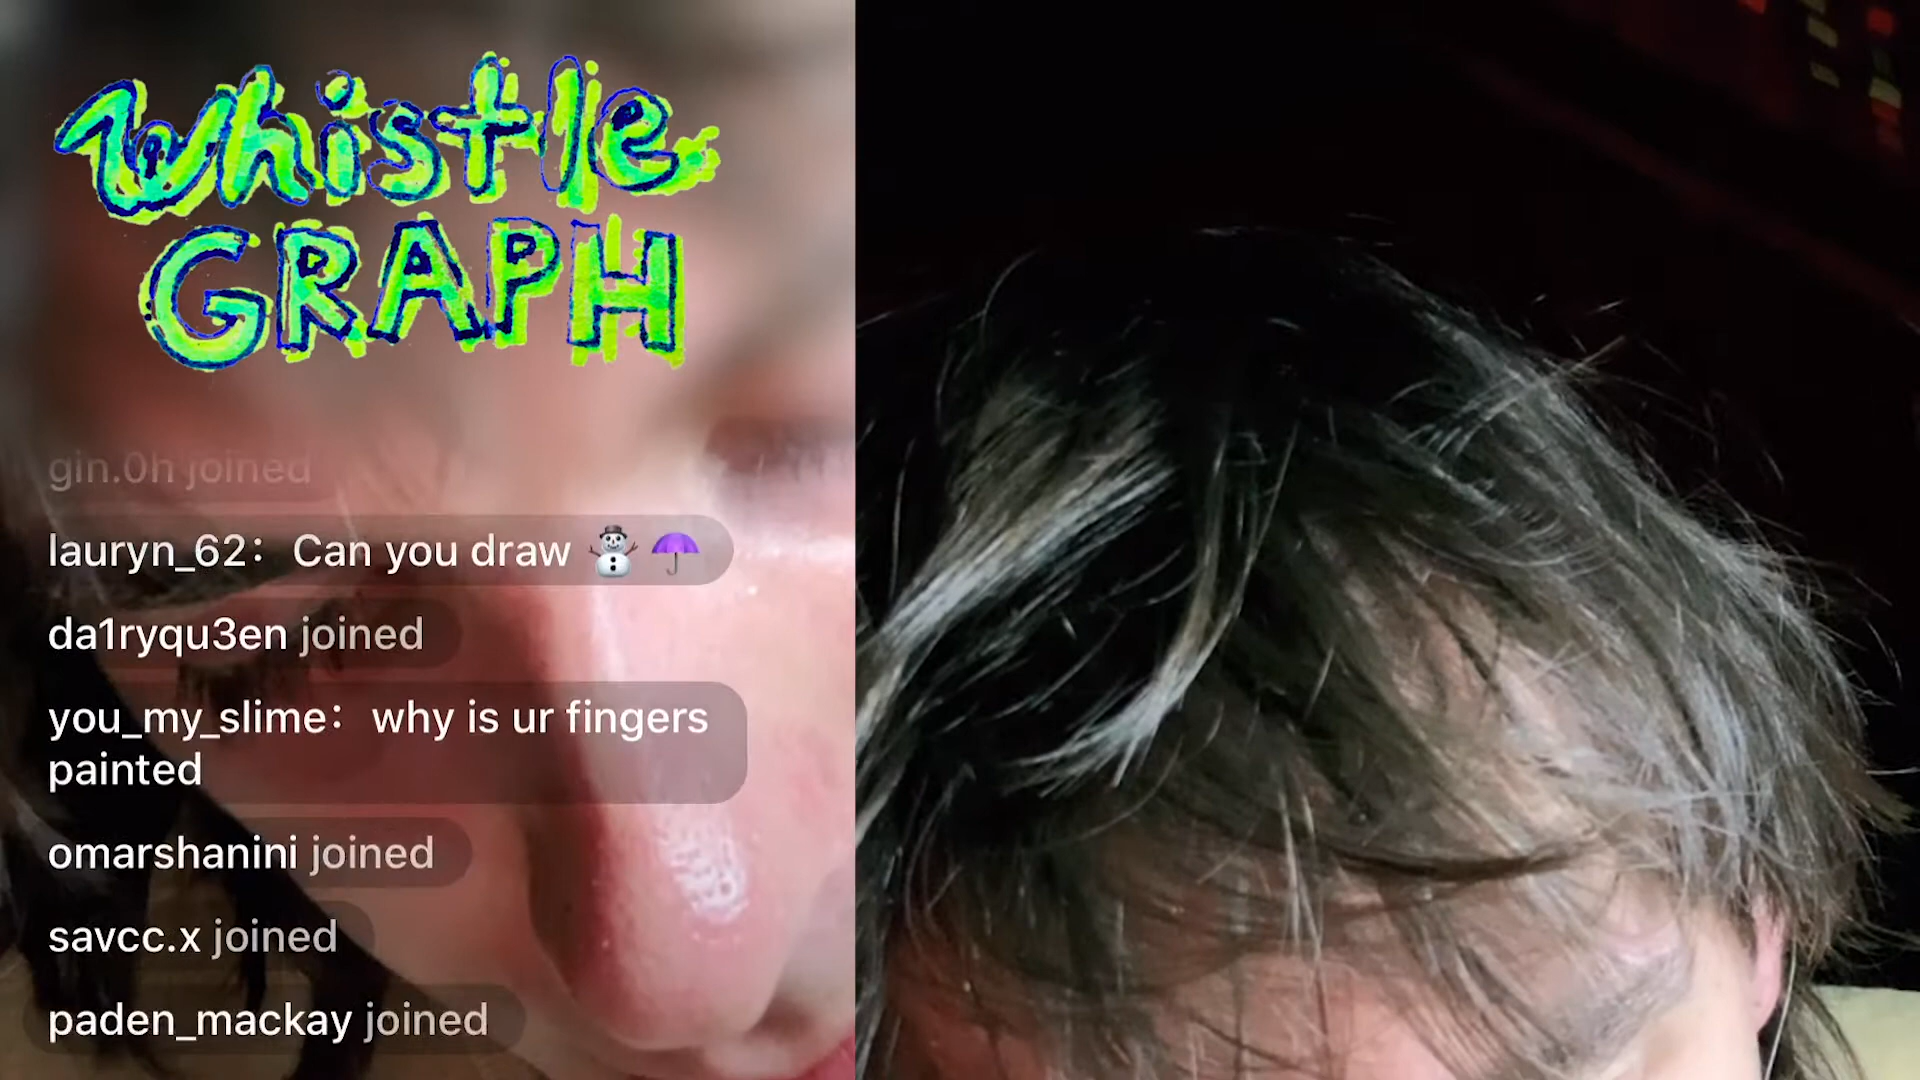 Whistle
GRAPH
gin.0h joined
lauryn_62: Can you draw ☃️ ☂️
da1ryqu3en joined
you_my_slime: why is ur fingers
painted
omarshanini joined
savcc.x joined
paden_mackay joined